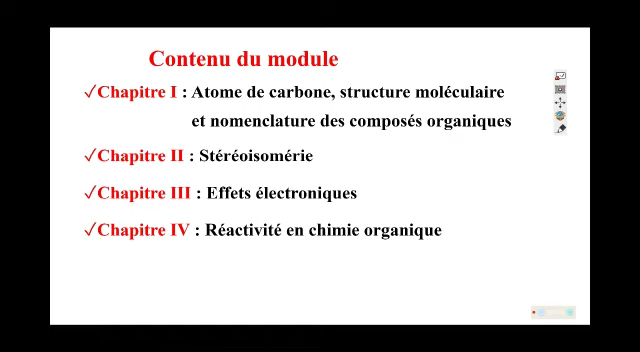 Contenu du module
✓Chapitre I : Atome de carbone, structure moléculaire
et nomenclature des composés organiques
✓Chapitre II : Stéréoisomérie
✓Chapitre III : Effets électroniques
✓Chapitre IV : Réactivité en chimie organique